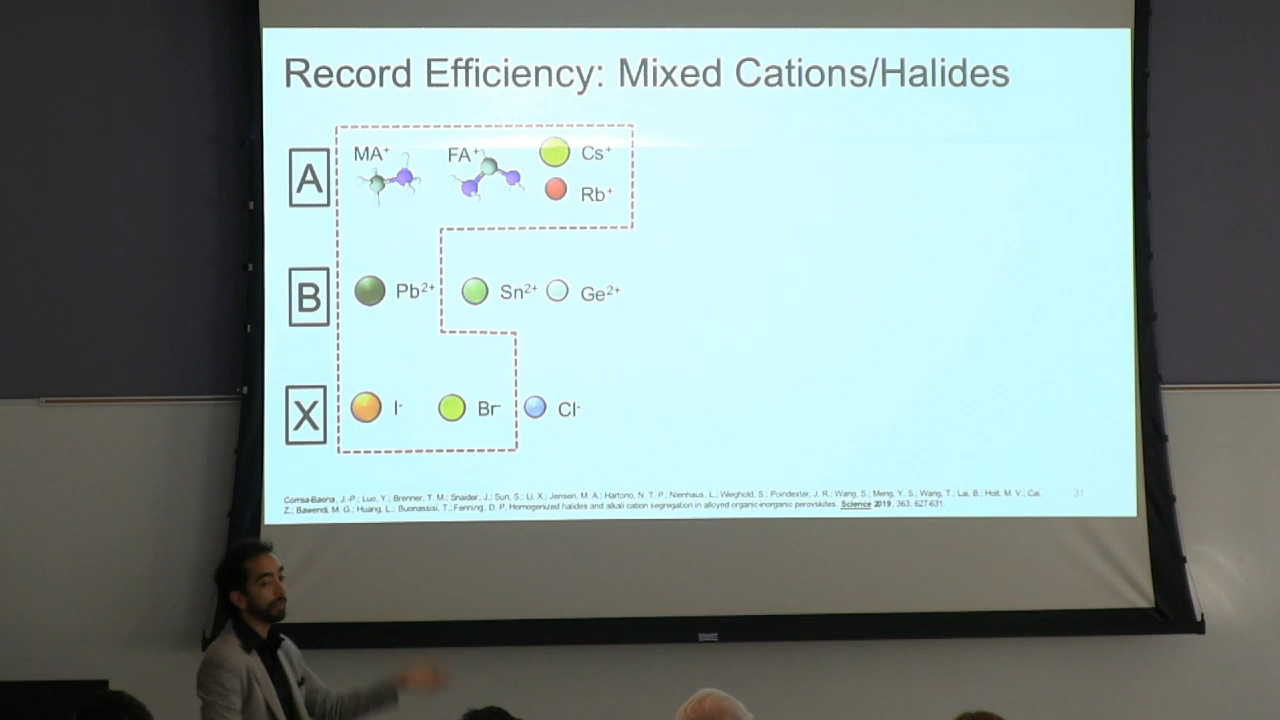 Record Efficiency: Mixed Cations/Halides
A MA⁺ FA⁺ Cs⁺
Rb⁺
B Pb²⁺ Sn²⁺ Ge²⁺
X I⁻ Br⁻ Cl⁻
Correa-Baena, J.-P.; Luo, Y.; Brenner, T. M.; Snaider, J.; Sun, S.; Li, X.; Jensen, M. A.; Hartono, N. T. P.; Nienhaus, L.; Wieghold, S.; Poindexter, J. R.; Wang, S.; Meng, Y. S.; Wang, T.; Lai, B.; Holt, M. V.; Cai,
Z.; Bawendi, M. G.; Huang, L.; Buonassisi, T.; Fenning, D. P. Homogenized halides and alkali cation segregation in alloyed organic-inorganic perovskites. Science 2019, 363, 627-631.
31